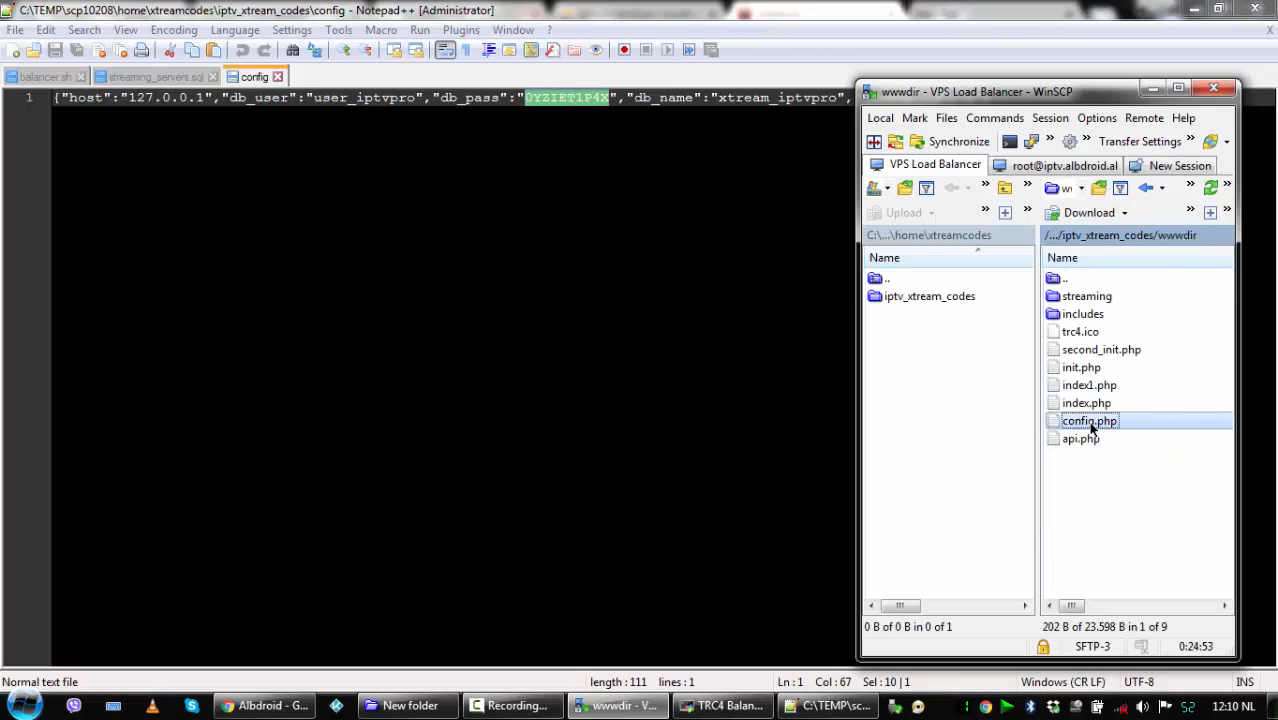 C:\TEMP\scp10208\home\xtreamcodes\iptv_xtream_codes\config - Notepad++ [Administrator]
File Edit Search View Encoding Language Settings Tools Macro Run Plugins Window ?
X
balancer.sh streaming_servers.sql config
1 {"host":"127.0.0.1","db_user":"user_iptvpro","db_pass":"0YZIET1P4X","db_name":"xtream_iptvpro",
wwwdir - VPS Load Balancer - WinSCP
Local Mark Files Commands Session Options Remote Help
Synchronize Transfer Settings
VPS Load Balancer root@iptv.albdroid.al New Session
Upload Download
C:\...\home\xtreamcodes /.../iptv_xtream_codes/wwwdir
Name Name
.. ..
iptv_xtream_codes streaming
includes
trc4.ico
second_init.php
init.php
index1.php
index.php
config.php
api.php
0 B of 0 B in 0 of 1 202 B of 23.598 B in 1 of 9
SFTP-3 0:24:53
Normal text file length : 111 lines : 1 Ln : 1 Col : 67 Sel : 10 | 1 Windows (CR LF) UTF-8 INS
Albdroid - G... New folder Recording... wwwdir - V... TRC4 Balan... C:\TEMP\sc... 52 12:10 NL